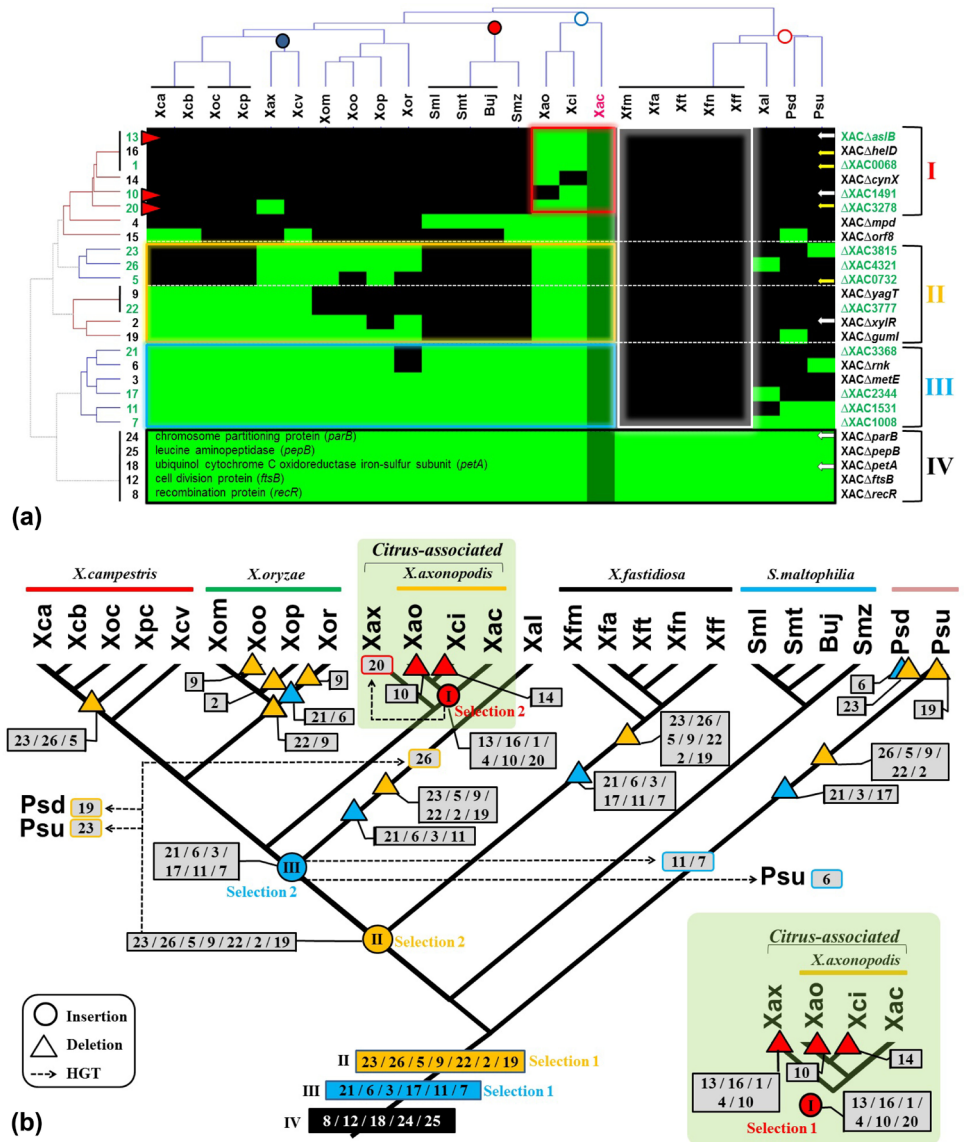 Xca Xcb Xoc Xcp Xax Xcv Xom Xoo Xop Xor Sml Smt Buj Smz Xao Xci Xac Xfm Xfa Xft Xfn Xff Xal Psd Psu
13 XACΔaslB
16 XACΔhelD
1 ΔXAC0068
14 XACΔcynX
10 ΔXAC1491
20 ΔXAC3278
I
4 XACΔmpd
15 XACΔorf8
23 ΔXAC3815
26 ΔXAC4321
5 ΔXAC0732
9 XACΔyagT
22 ΔXAC3777
2 XACΔxylR
19 XACΔgumI
II
21 ΔXAC3368
6 XACΔrnk
3 XACΔmetE
17 ΔXAC2344
11 ΔXAC1531
7 ΔXAC1008
III
24 chromosome partitioning protein (parB) XACΔparB
25 leucine aminopeptidase (pepB) XACΔpepB
18 ubiquinol cytochrome C oxidoreductase iron-sulfur subunit (petA) XACΔpetA
12 cell division protein (ftsB) XACΔftsB
8 recombination protein (recR) XACΔrecR
IV
(a)
Citrus-associated
X.campestris X.oryzae X.axonopodis X.fastidiosa S.maltophilia
Xca Xcb Xoc Xpc Xcv Xom Xoo Xop Xor Xax Xao Xci Xac Xal Xfm Xfa Xft Xfn Xff Sml Smt Buj Smz Psd Psu
20
9
9
10
I
14
Selection 2
2
21 / 6
22 / 9
6
23
19
23 / 26 / 5
13 / 16 / 1 /
4 / 10 / 20
23 / 26 /
5 / 9 / 22
2 / 19
26 / 5 / 9 /
22 / 2
26
23 / 5 / 9 /
22 / 2 / 19
21 / 6 / 3 /
17 / 11 / 7
21 / 3 / 17
Psd 19
Psu 23
21 / 6 / 3 / 11
21 / 6 / 3 /
17 / 11 / 7
III
Selection 2
11 / 7
Psu 6
23 / 26 / 5 / 9 / 22 / 2 / 19
II Selection 2
Citrus-associated
X.axonopodis
Xax Xao Xci Xac
13 / 16 / 1 /
4 / 10
10
14
I
13 / 16 / 1 /
4 / 10 / 20
Selection 1
Insertion
Deletion
HGT
II 23 / 26 / 5 / 9 / 22 / 2 / 19 Selection 1
III 21 / 6 / 3 / 17 / 11 / 7 Selection 1
IV 8 / 12 / 18 / 24 / 25
(b)